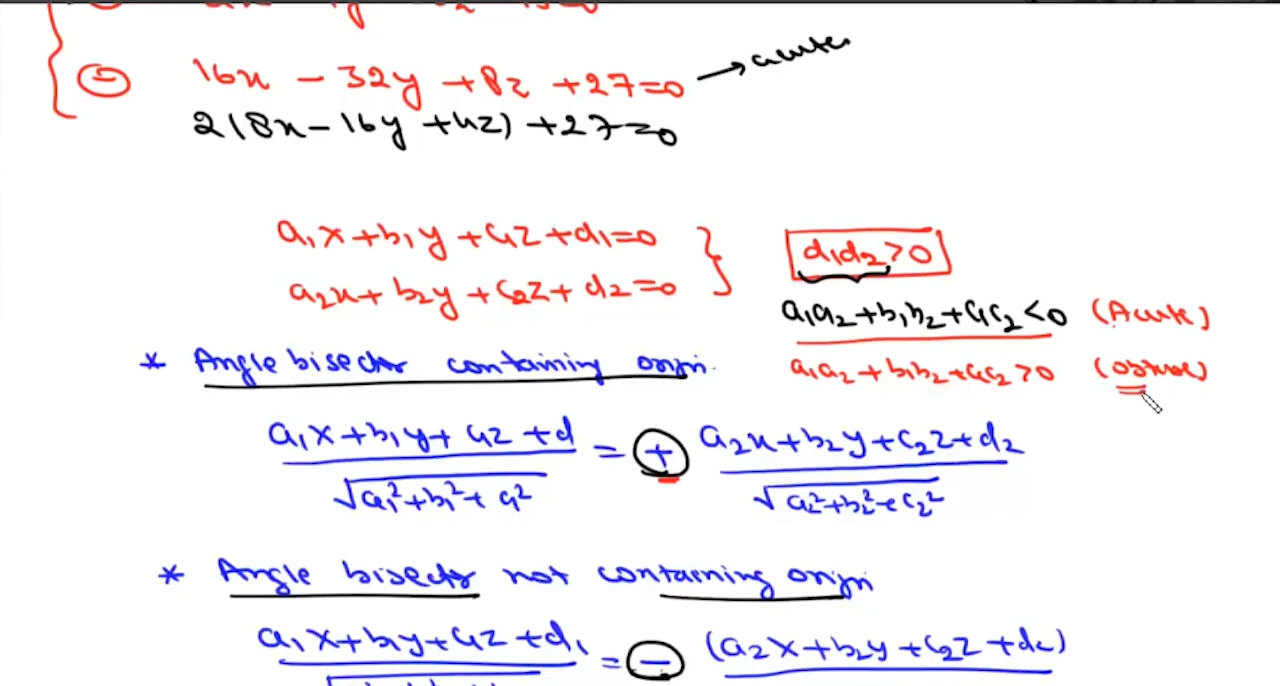 ⊖ 16x - 32y + 8z + 27 = 0 → acute
2(8x - 16y + 4z) + 27 = 0
a₁x + b₁y + c₁z + d₁ = 0
a₂x + b₂y + c₂z + d₂ = 0
d₁d₂ > 0
a₁a₂ + b₁b₂ + c₁c₂ < 0 (Acute)
a₁a₂ + b₁b₂ + c₁c₂ > 0 (obtuse)
* Angle bisector containing origin.
a₁x + b₁y + c₁z + d / √(a₁² + b₁² + c₁²) = + a₂x + b₂y + c₂z + d₂ / √(a₂² + b₂² + c₂²)
* Angle bisector not containing origin
a₁x + b₁y + c₁z + d₁ = - (a₂x + b₂y + c₂z + d₂)